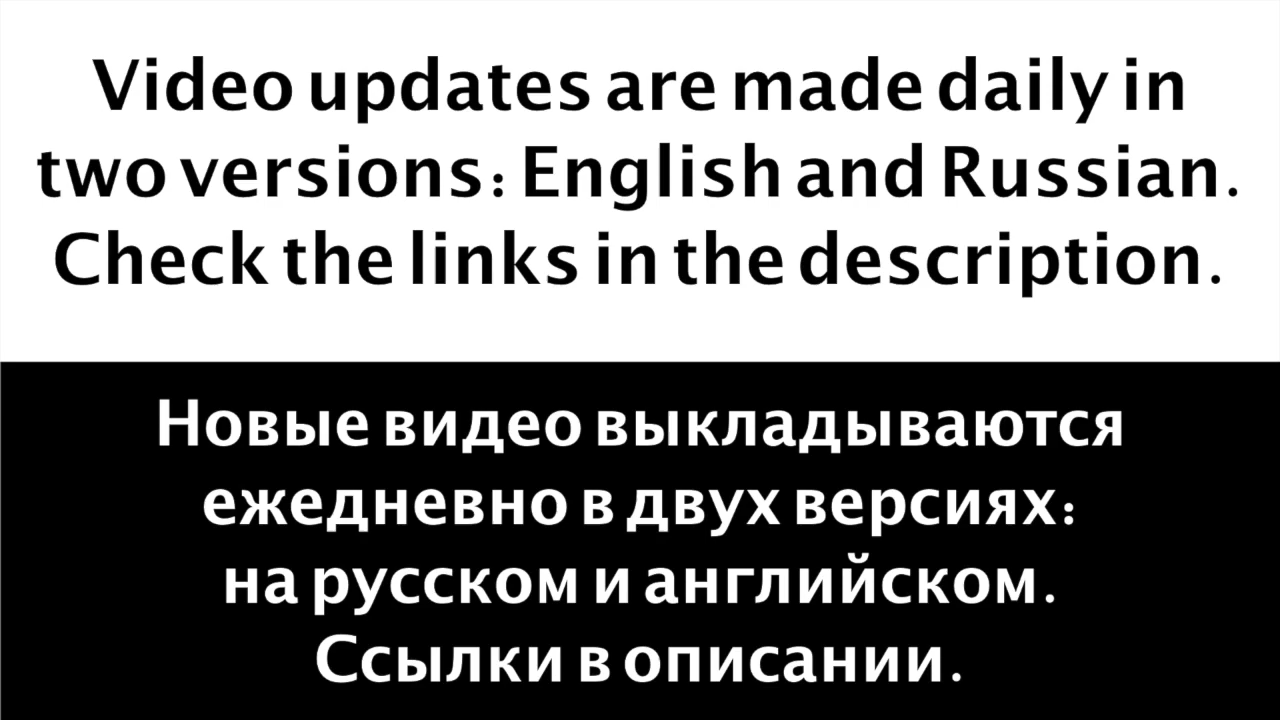 Video updates are made daily in
two versions: English and Russian.
Check the links in the description.
Новые видео выкладываются
ежедневно в двух версиях:
на русском и английском.
Ссылки в описании.